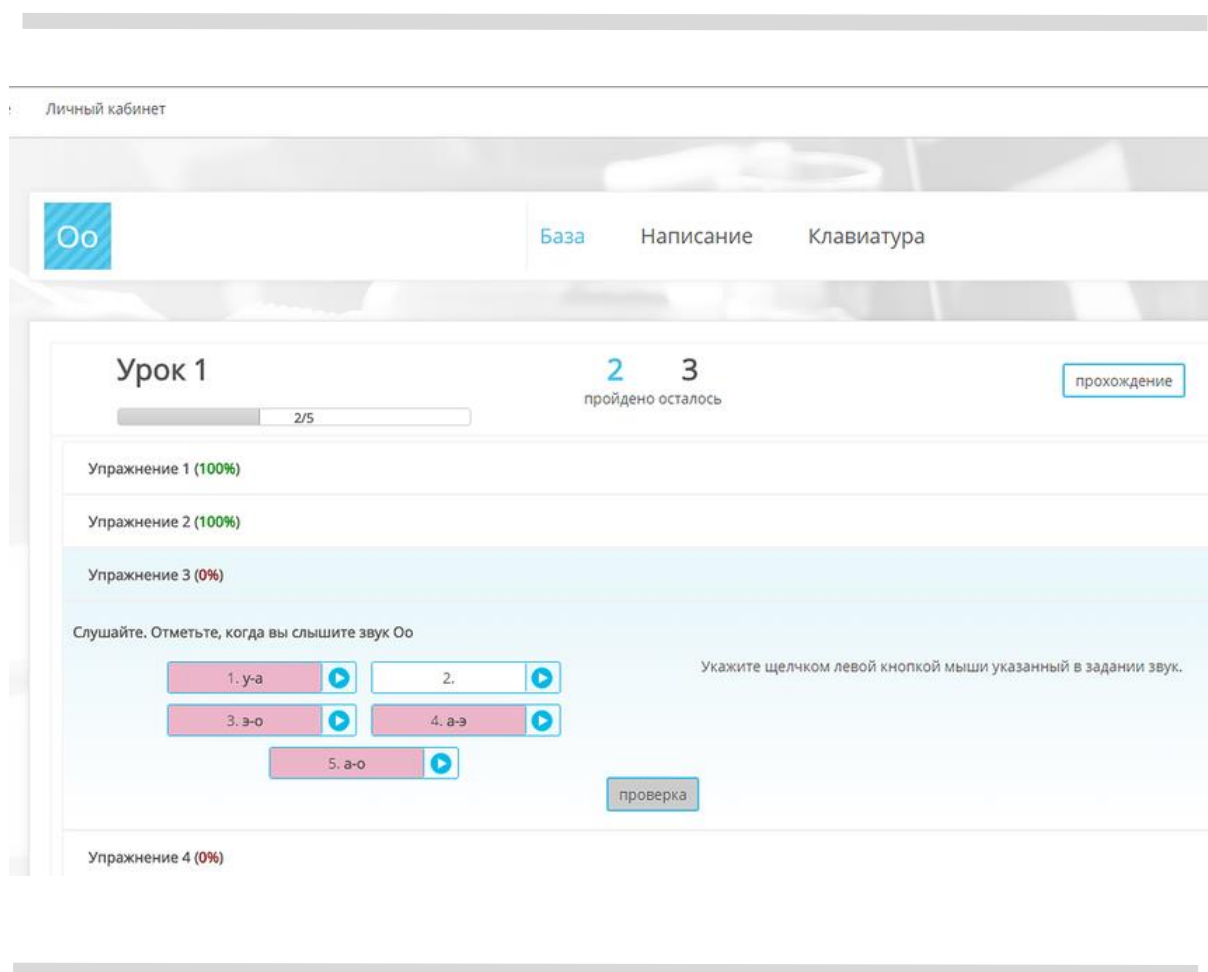 Личный кабинет
Оо
База Написание Клавиатура
Урок 1
2 3
пройдено осталось
прохождение
2/5
Упражнение 1 (100%)
Упражнение 2 (100%)
Упражнение 3 (0%)
Слушайте. Отметьте, когда вы слышите звук Оо
Укажите щелчком левой кнопкой мыши указанный в задании звук.
1. у-а 2.
3. э-о 4. а-э
5. а-о
проверка
Упражнение 4 (0%)